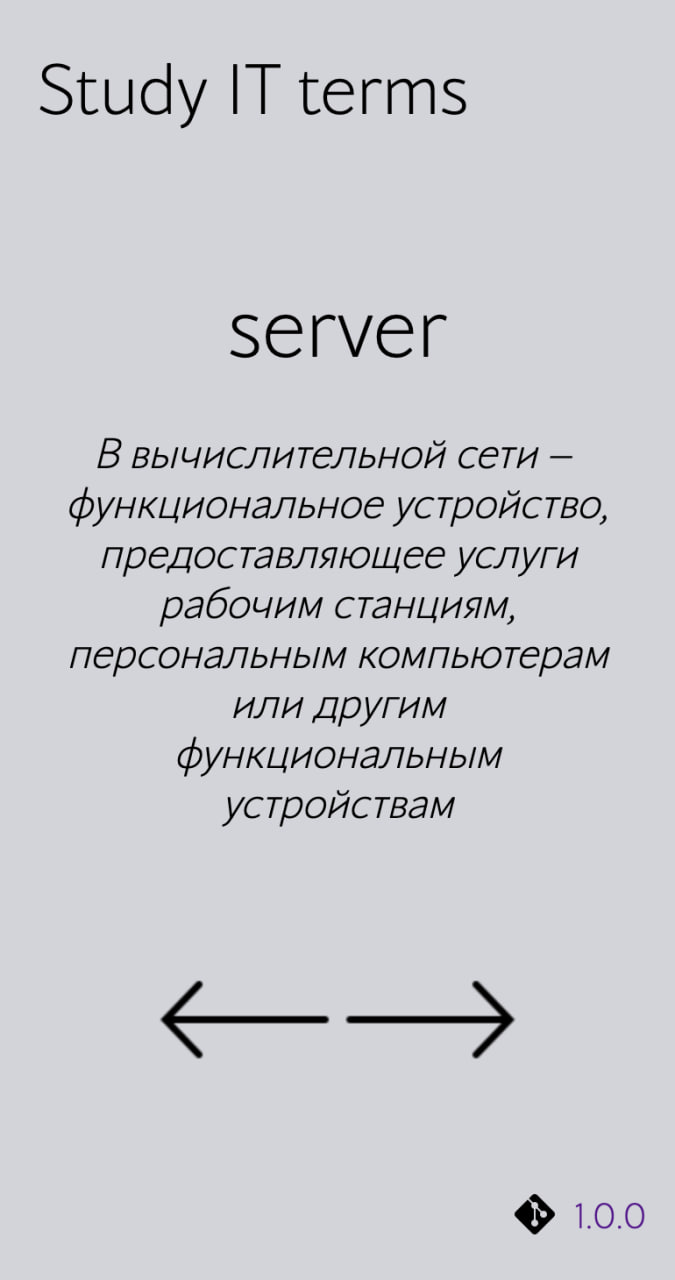 Study IT terms
server
В вычислительной сети –
функциональное устройство,
предоставляющее услуги
рабочим станциям,
персональным компьютерам
или другим
функциональным
устройствам
1.0.0